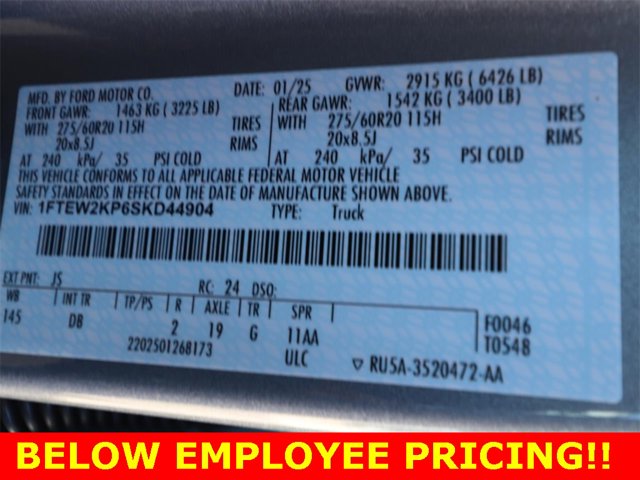 MFD. BY FORD MOTOR CO. DATE: 01/25 GVWR: 2915 KG ( 6426 LB)
FRONT GAWR: 1463 KG ( 3225 LB) REAR GAWR: 1542 KG ( 3400 LB)
WITH 275/60R20 115H TIRES WITH 275/60R20 115H TIRES
20x8.5J RIMS 20x8.5J RIMS
AT 240 kPa/ 35 PSI COLD AT 240 kPa/ 35 PSI COLD
THIS VEHICLE CONFORMS TO ALL APPLICABLE FEDERAL MOTOR VEHICLE
SAFETY STANDARDS IN EFFECT ON THE DATE OF MANUFACTURE SHOWN ABOVE.
VIN: 1FTEW2KP6SKD44904 TYPE: Truck
EXT PNT: JS RC: 24 DSO:
WB INT TR TP/PS R AXLE TR SPR
145 DB 2 19 G 11AA F0046
2202501268173 ULC T0548
RU5A-3520472-AA
BELOW EMPLOYEE PRICING!!